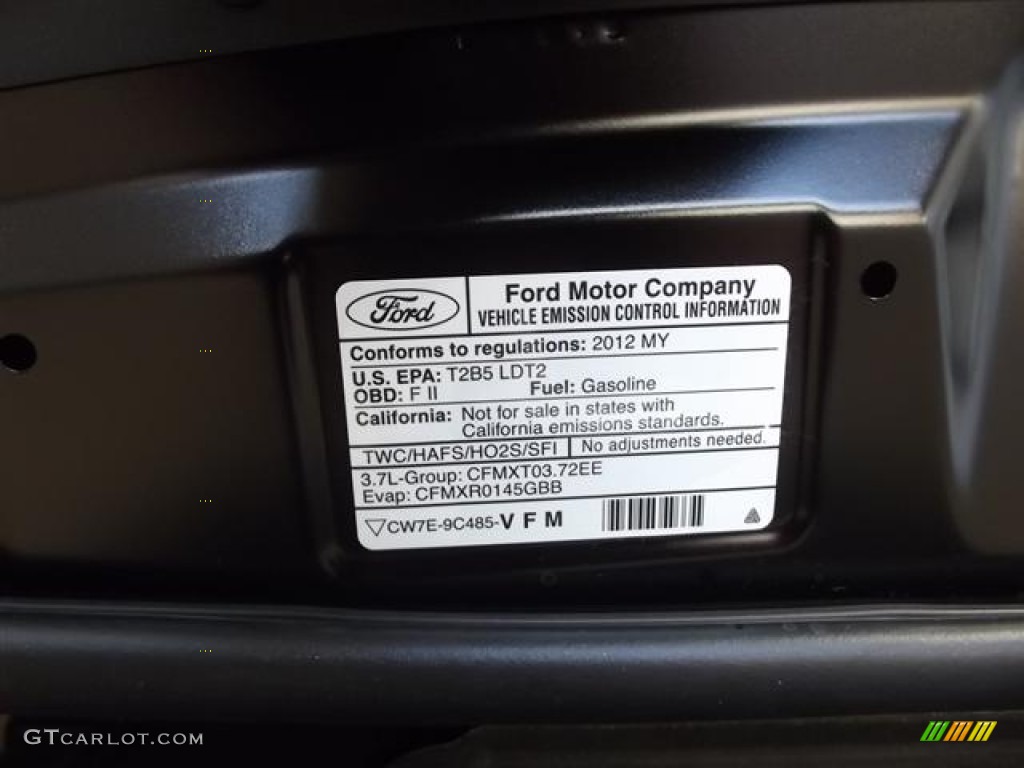 Ford
Ford Motor Company
VEHICLE EMISSION CONTROL INFORMATION
Conforms to regulations: 2012 MY
U.S. EPA: T2B5 LDT2
OBD: F II Fuel: Gasoline
California: Not for sale in states with
California emissions standards.
TWC/HAFS/HO2S/SFI No adjustments needed.
3.7L-Group: CFMXT03.72EE
Evap: CFMXR0145GBB
CW7E-9C485-V F M
GTCARLOT.COM